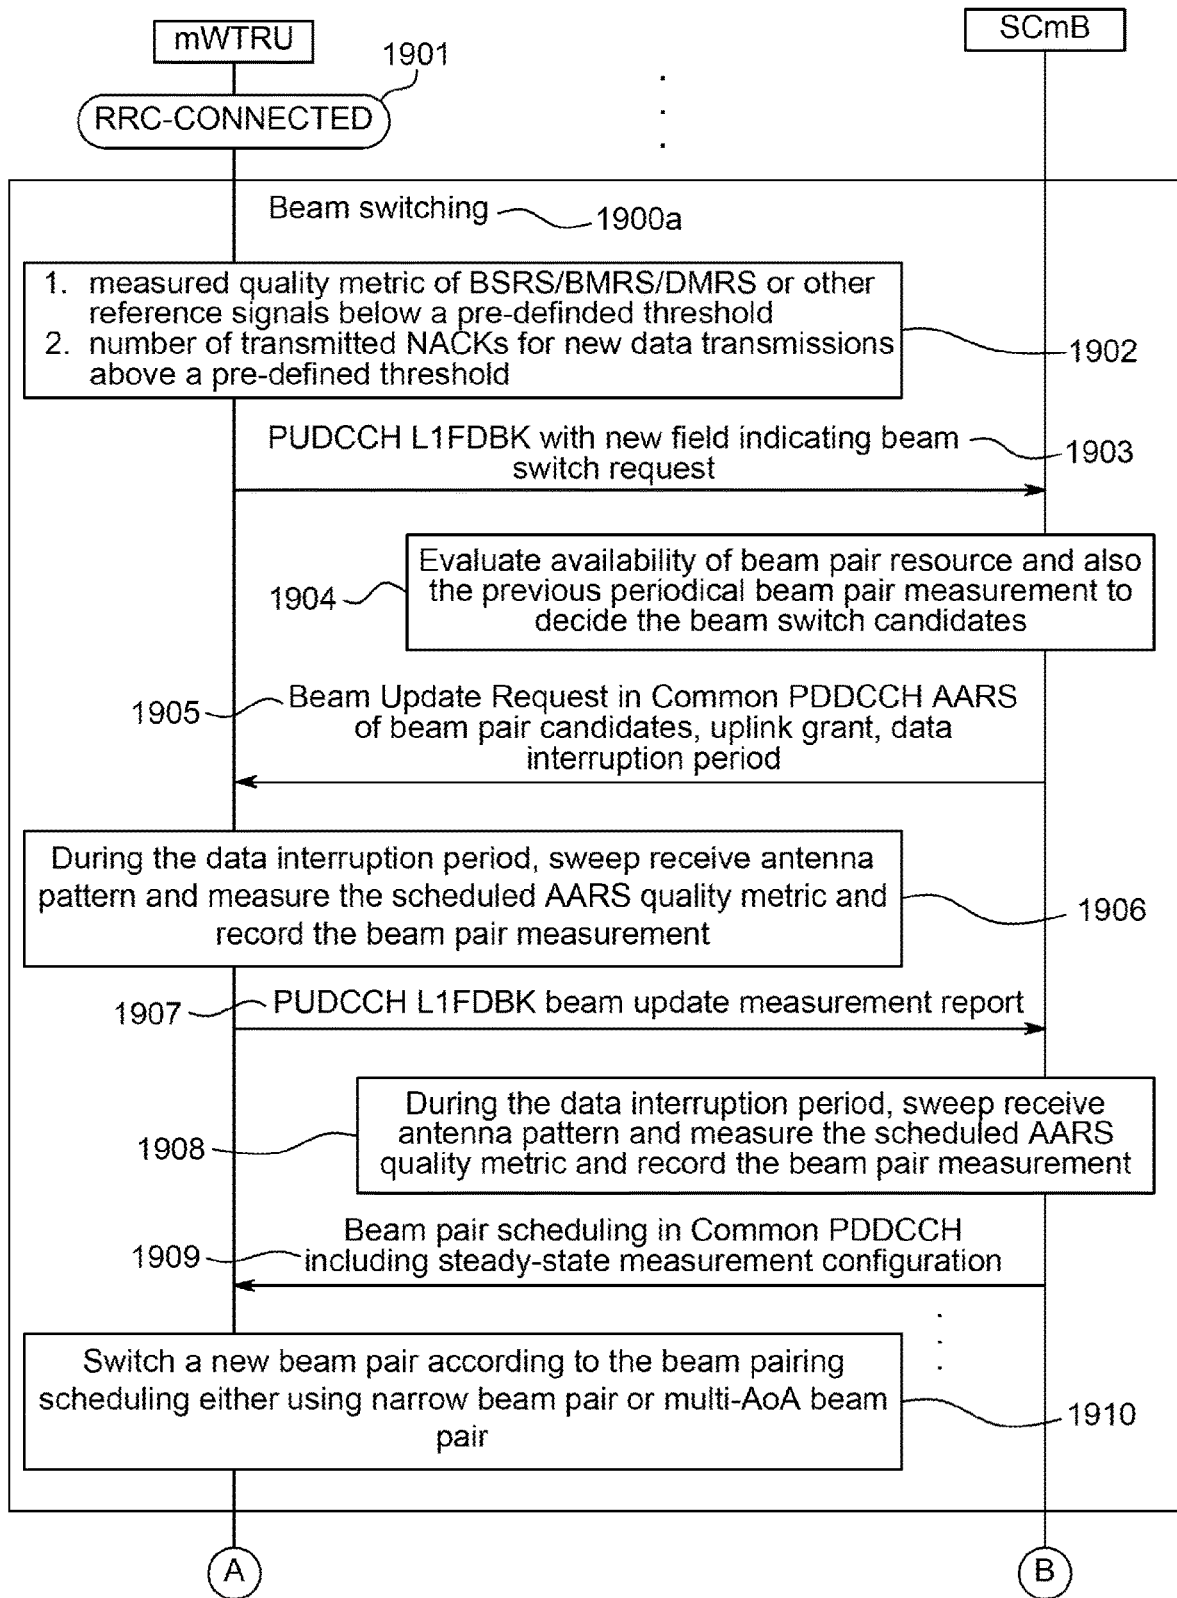 mWTRU
SCmB
1901
RRC-CONNECTED
Beam switching
1900a
1. measured quality metric of BSRS/BMRS/DMRS or other
reference signals below a pre-definded threshold
2. number of transmitted NACKs for new data transmissions
above a pre-defined threshold
1902
PUDCCH L1FDBK with new field indicating beam
switch request
1903
Evaluate availability of beam pair resource and also
the previous periodical beam pair measurement to
decide the beam switch candidates
1904
1905
Beam Update Request in Common PDDCCH AARS
of beam pair candidates, uplink grant, data
interruption period
During the data interruption period, sweep receive antenna
pattern and measure the scheduled AARS quality metric and
record the beam pair measurement
1906
1907
PUDCCH L1FDBK beam update measurement report
During the data interruption period, sweep receive
antenna pattern and measure the scheduled AARS
quality metric and record the beam pair measurement
1908
Beam pair scheduling in Common PDDCCH
including steady-state measurement configuration
1909
Switch a new beam pair according to the beam pairing
scheduling either using narrow beam pair or multi-AoA beam
pair
1910
A
B